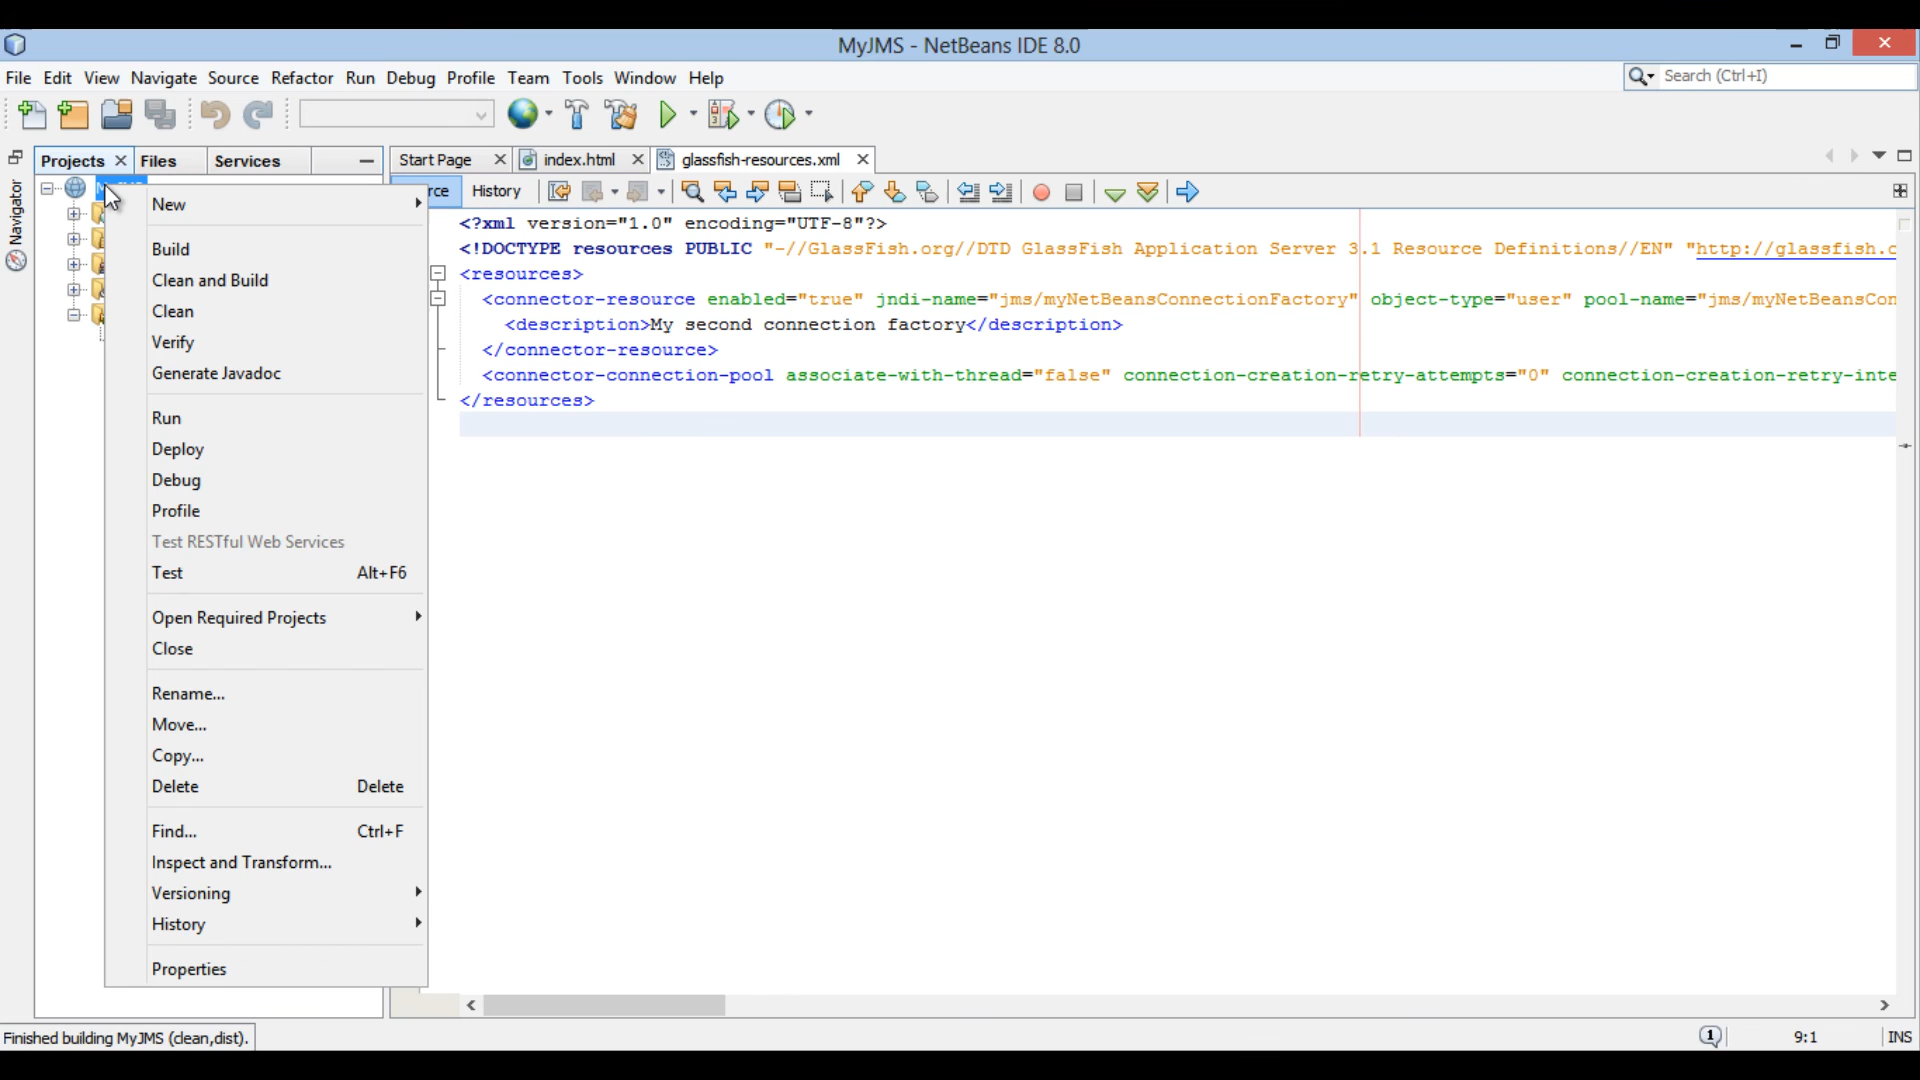 MyJMS - NetBeans IDE 8.0
File Edit View Navigate Source Refactor Run Debug Profile Team Tools Window Help
Search (Ctrl+I)
Projects Files Services
Start Page index.html glassfish-resources.xml
Navigator
History
<?xml version="1.0" encoding="UTF-8"?>
<!DOCTYPE resources PUBLIC "-//GlassFish.org//DTD GlassFish Application Server 3.1 Resource Definitions//EN" "http://glassfish.
<resources>
<connector-resource enabled="true" jndi-name="jms/myNetBeansConnectionFactory" object-type="user" pool-name="jms/myNetBeansCon
<description>My second connection factory</description>
</connector-resource>
<connector-connection-pool associate-with-thread="false" connection-creation-retry-attempts="0" connection-creation-retry-inte
</resources>
New
Build
Clean and Build
Clean
Verify
Generate Javadoc
Run
Deploy
Debug
Profile
Test RESTful Web Services
Test Alt+F6
Open Required Projects
Close
Rename...
Move...
Copy...
Delete Delete
Find... Ctrl+F
Inspect and Transform...
Versioning
History
Properties
Finished building MyJMS (clean,dist).
1
9:1
INS